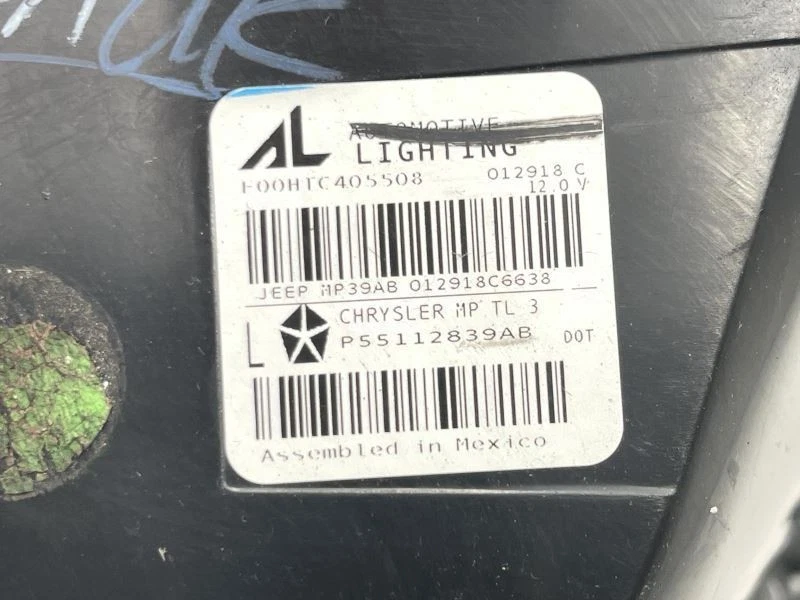 AL
AUTOMOTIVE
LIGHTING
F00HTC405508 012918 C
12.0 V
JEEP MP39AB 012918C6638
L CHRYSLER MP TL 3
P55112839AB DOT
Assembled in Mexico